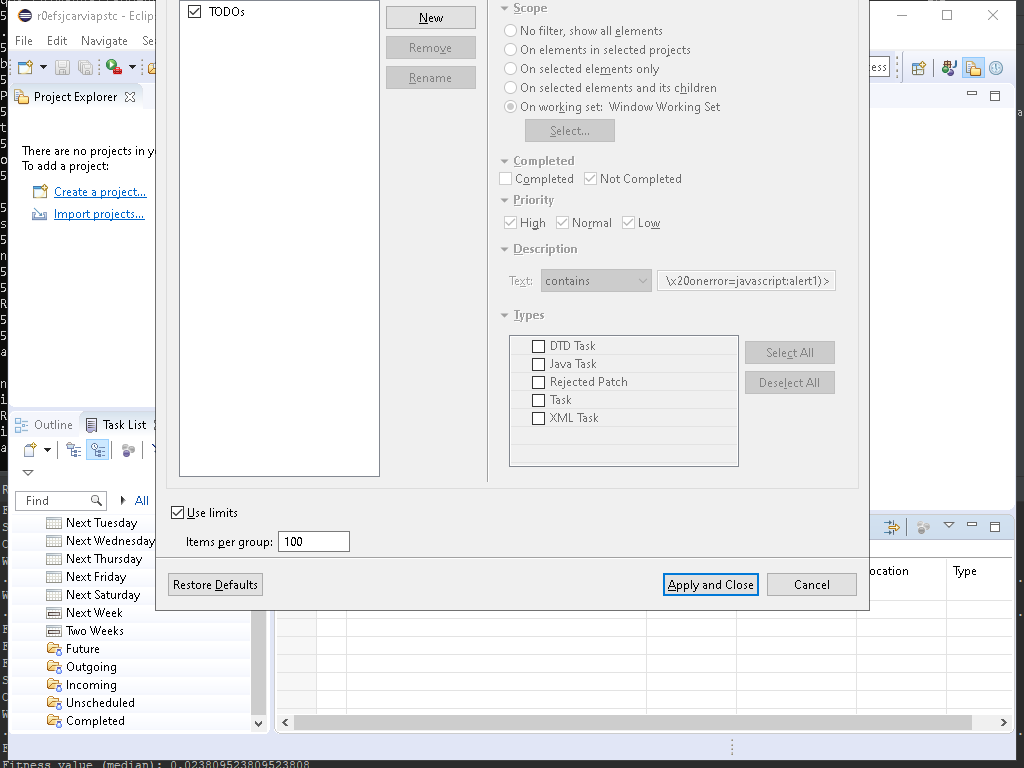 r0efsjcarviapstc - Eclip
File Edit Navigate Se
Project Explorer
There are no projects in y
To add a project:
Create a project...
Import projects...
Outline Task List
Find All
Next Tuesday
Next Wednesday
Next Thursday
Next Friday
Next Saturday
Next Week
Two Weeks
Future
Outgoing
Incoming
Unscheduled
Completed
TODOs
New
Remove
Rename
Scope
No filter, show all elements
On elements in selected projects
On selected elements only
On selected elements and its children
On working set: Window Working Set
Select...
Completed
Completed Not Completed
Priority
High Normal Low
Description
Text: contains \x20onerror=javascript:alert1)>
Types
DTD Task
Java Task
Rejected Patch
Task
XML Task
Select All
Deselect All
Use limits
Items per group: 100
Restore Defaults Apply and Close Cancel
ess
ocation Type
Fitness value (median): 0.023809523809523808